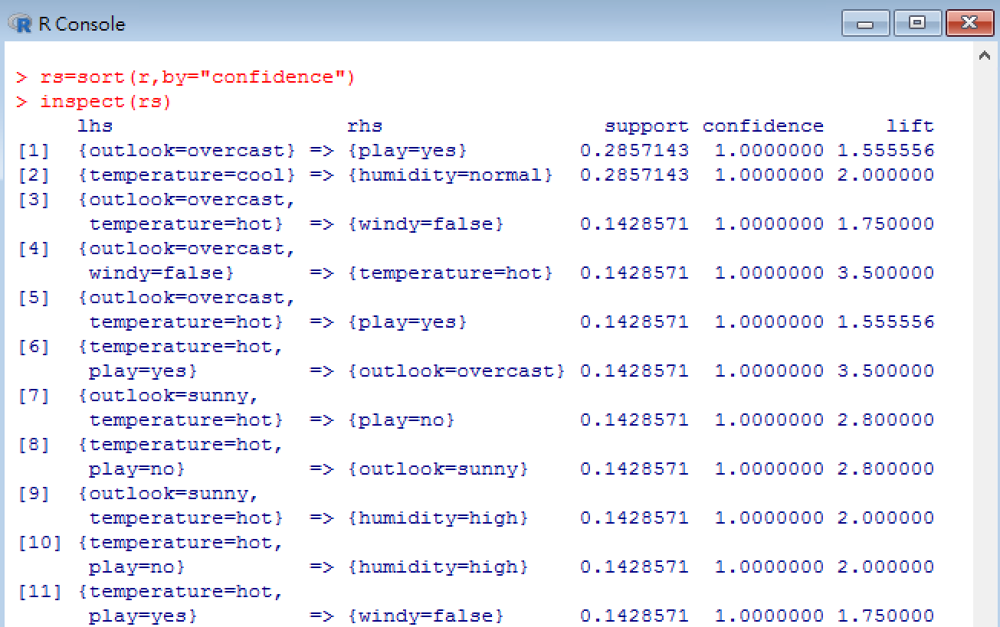 R Console
> rs=sort(r,by="confidence")
> inspect(rs)
     lhs                      rhs                  support confidence     lift
[1]  {outlook=overcast} => {play=yes}         0.2857143  1.0000000 1.555556
[2]  {temperature=cool} => {humidity=normal}  0.2857143  1.0000000 2.000000
[3]  {outlook=overcast,
      temperature=hot}  => {windy=false}      0.1428571  1.0000000 1.750000
[4]  {outlook=overcast,
      windy=false}      => {temperature=hot}  0.1428571  1.0000000 3.500000
[5]  {outlook=overcast,
      temperature=hot}  => {play=yes}         0.1428571  1.0000000 1.555556
[6]  {temperature=hot,
      play=yes}         => {outlook=overcast} 0.1428571  1.0000000 3.500000
[7]  {outlook=sunny,
      temperature=hot}  => {play=no}          0.1428571  1.0000000 2.800000
[8]  {temperature=hot,
      play=no}          => {outlook=sunny}    0.1428571  1.0000000 2.800000
[9]  {outlook=sunny,
      temperature=hot}  => {humidity=high}    0.1428571  1.0000000 2.000000
[10] {temperature=hot,
      play=no}          => {humidity=high}    0.1428571  1.0000000 2.000000
[11] {temperature=hot,
      play=yes}         => {windy=false}      0.1428571  1.0000000 1.750000